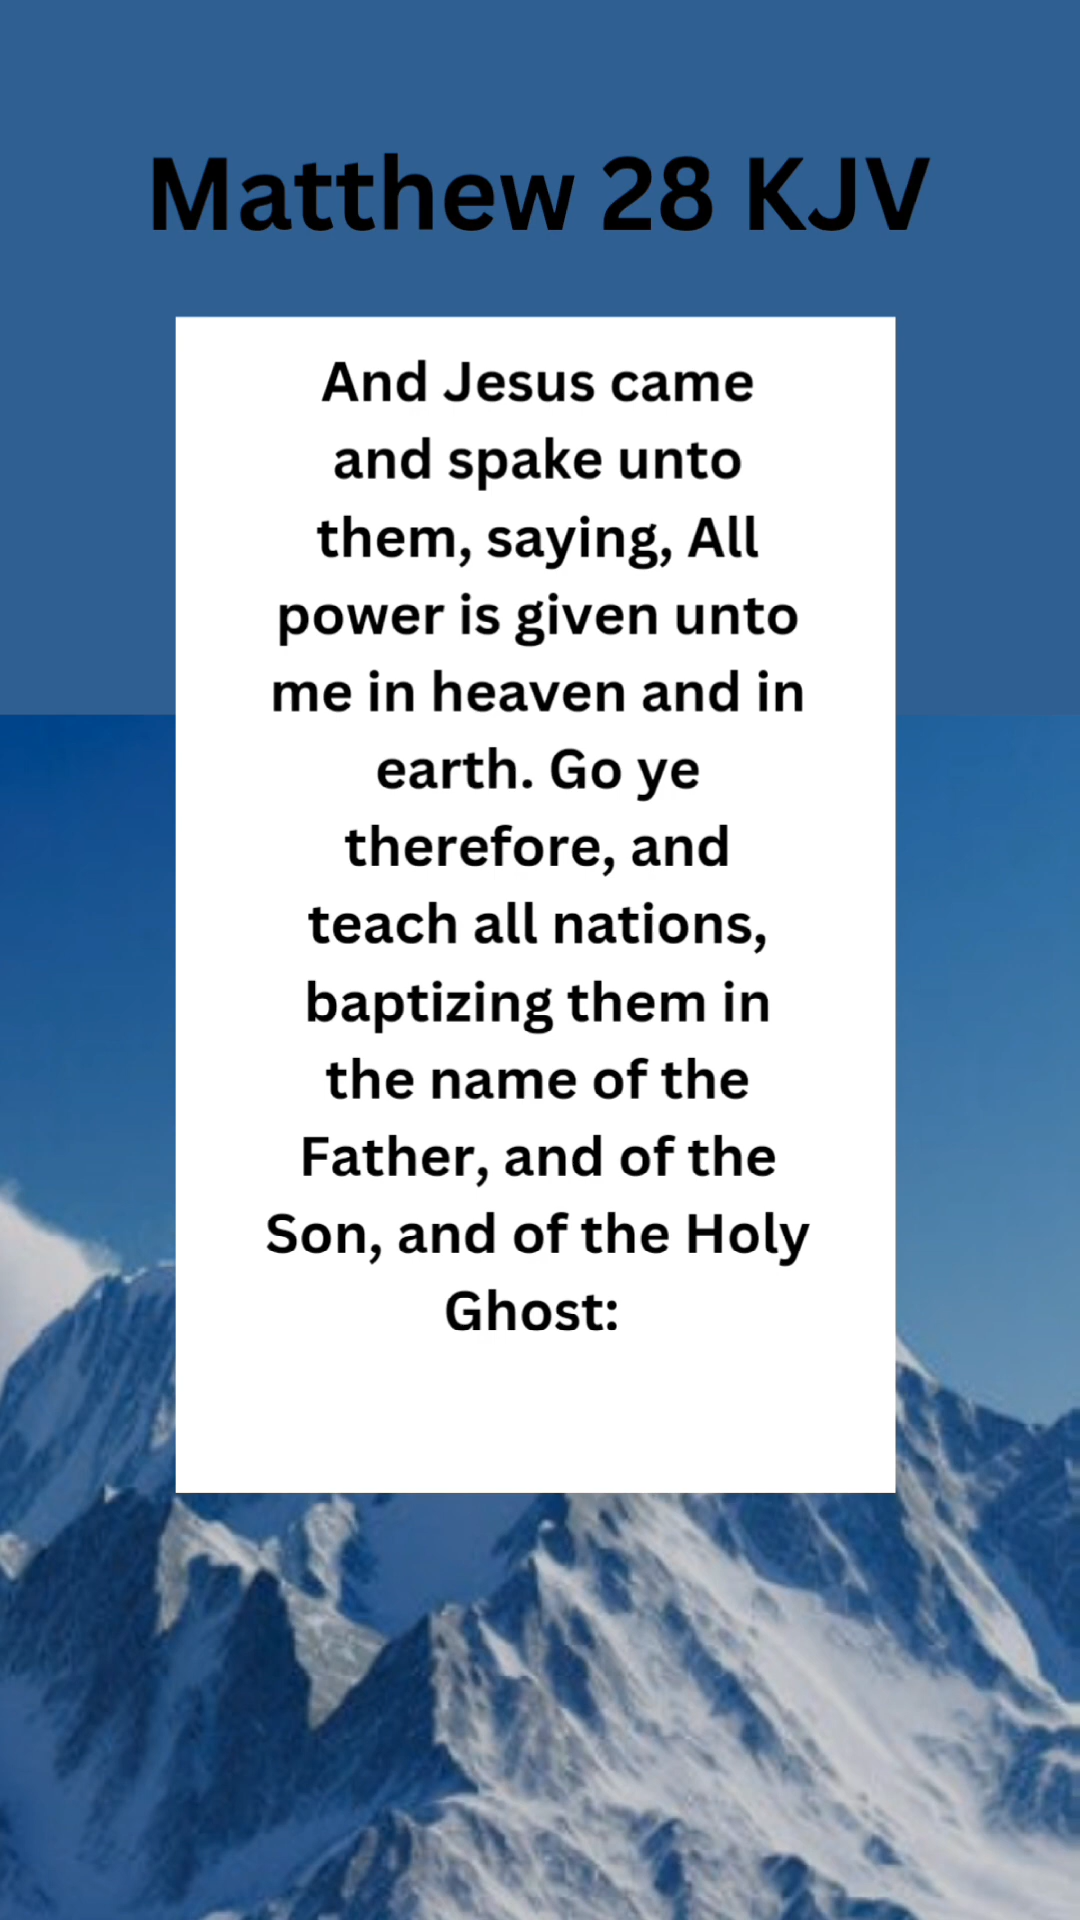 Matthew 28 KJV
And Jesus came
and spake unto
them, saying, All
power is given unto
me in heaven and in
earth. Go ye
therefore, and
teach all nations,
baptizing them in
the name of the
Father, and of the
Son, and of the Holy
Ghost: